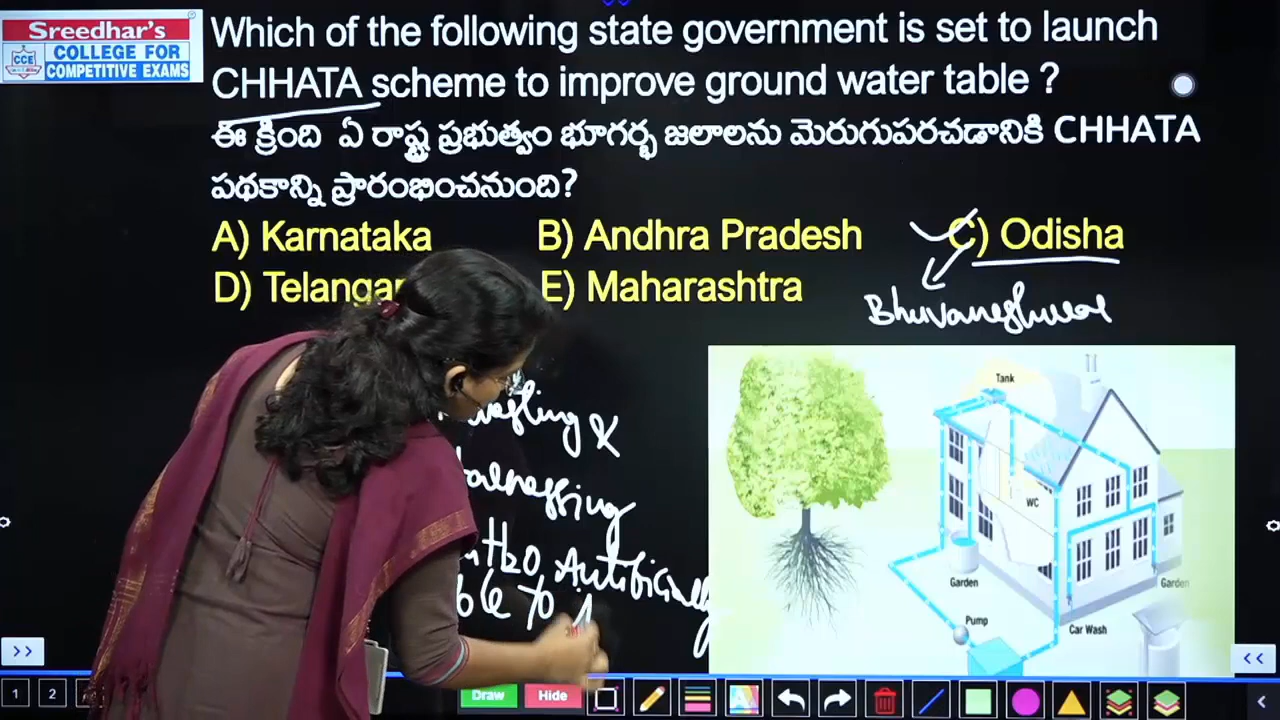 Sreedhar's
CCE
COLLEGE FOR
COMPETITIVE EXAMS
Which of the following state government is set to launch
CHHATA scheme to improve ground water table ?
ఈ క్రింది ఏ రాష్ట్ర ప్రభుత్వం భూగర్భ జలాలను మెరుగుపరచడానికి CHHATA
పథకాన్ని ప్రారంభించనుంది?
A) Karnataka B) Andhra Pradesh C) Odisha
D) Telangan E) Maharashtra
Bhuvaneshwar
&
H20 Artificially
Tank
WC
Garden
Garden
Pump
Car Wash
>> <<
1 2 Draw Hide